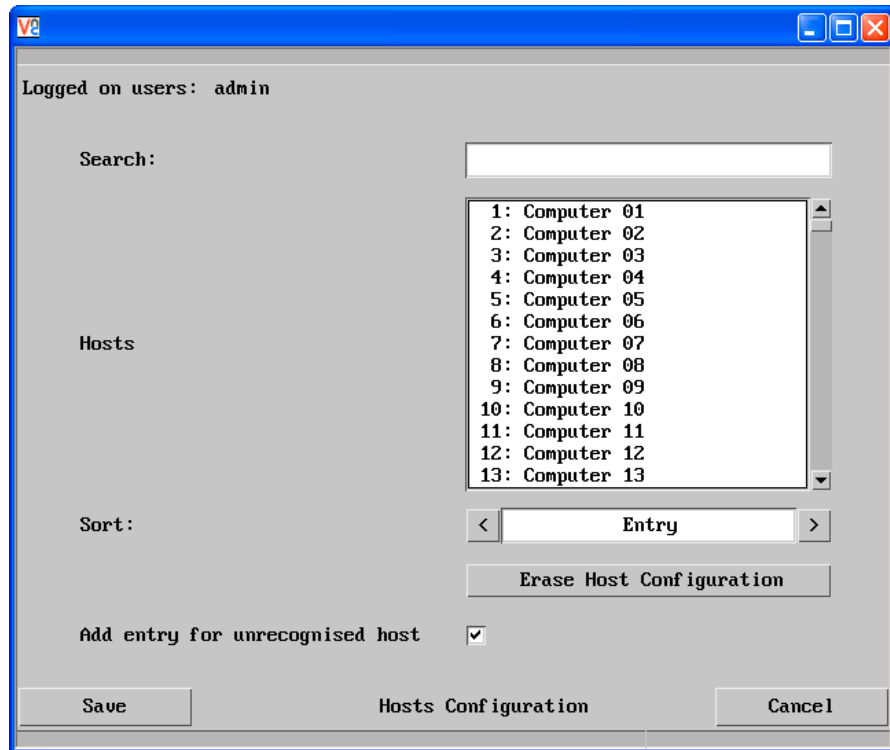 Logged on users: admin
Search:
Hosts
1: Computer 01
2: Computer 02
3: Computer 03
4: Computer 04
5: Computer 05
6: Computer 06
7: Computer 07
8: Computer 08
9: Computer 09
10: Computer 10
11: Computer 11
12: Computer 12
13: Computer 13
Sort: < Entry >
Erase Host Configuration
Add entry for unrecognised host
Save Hosts Configuration Cancel